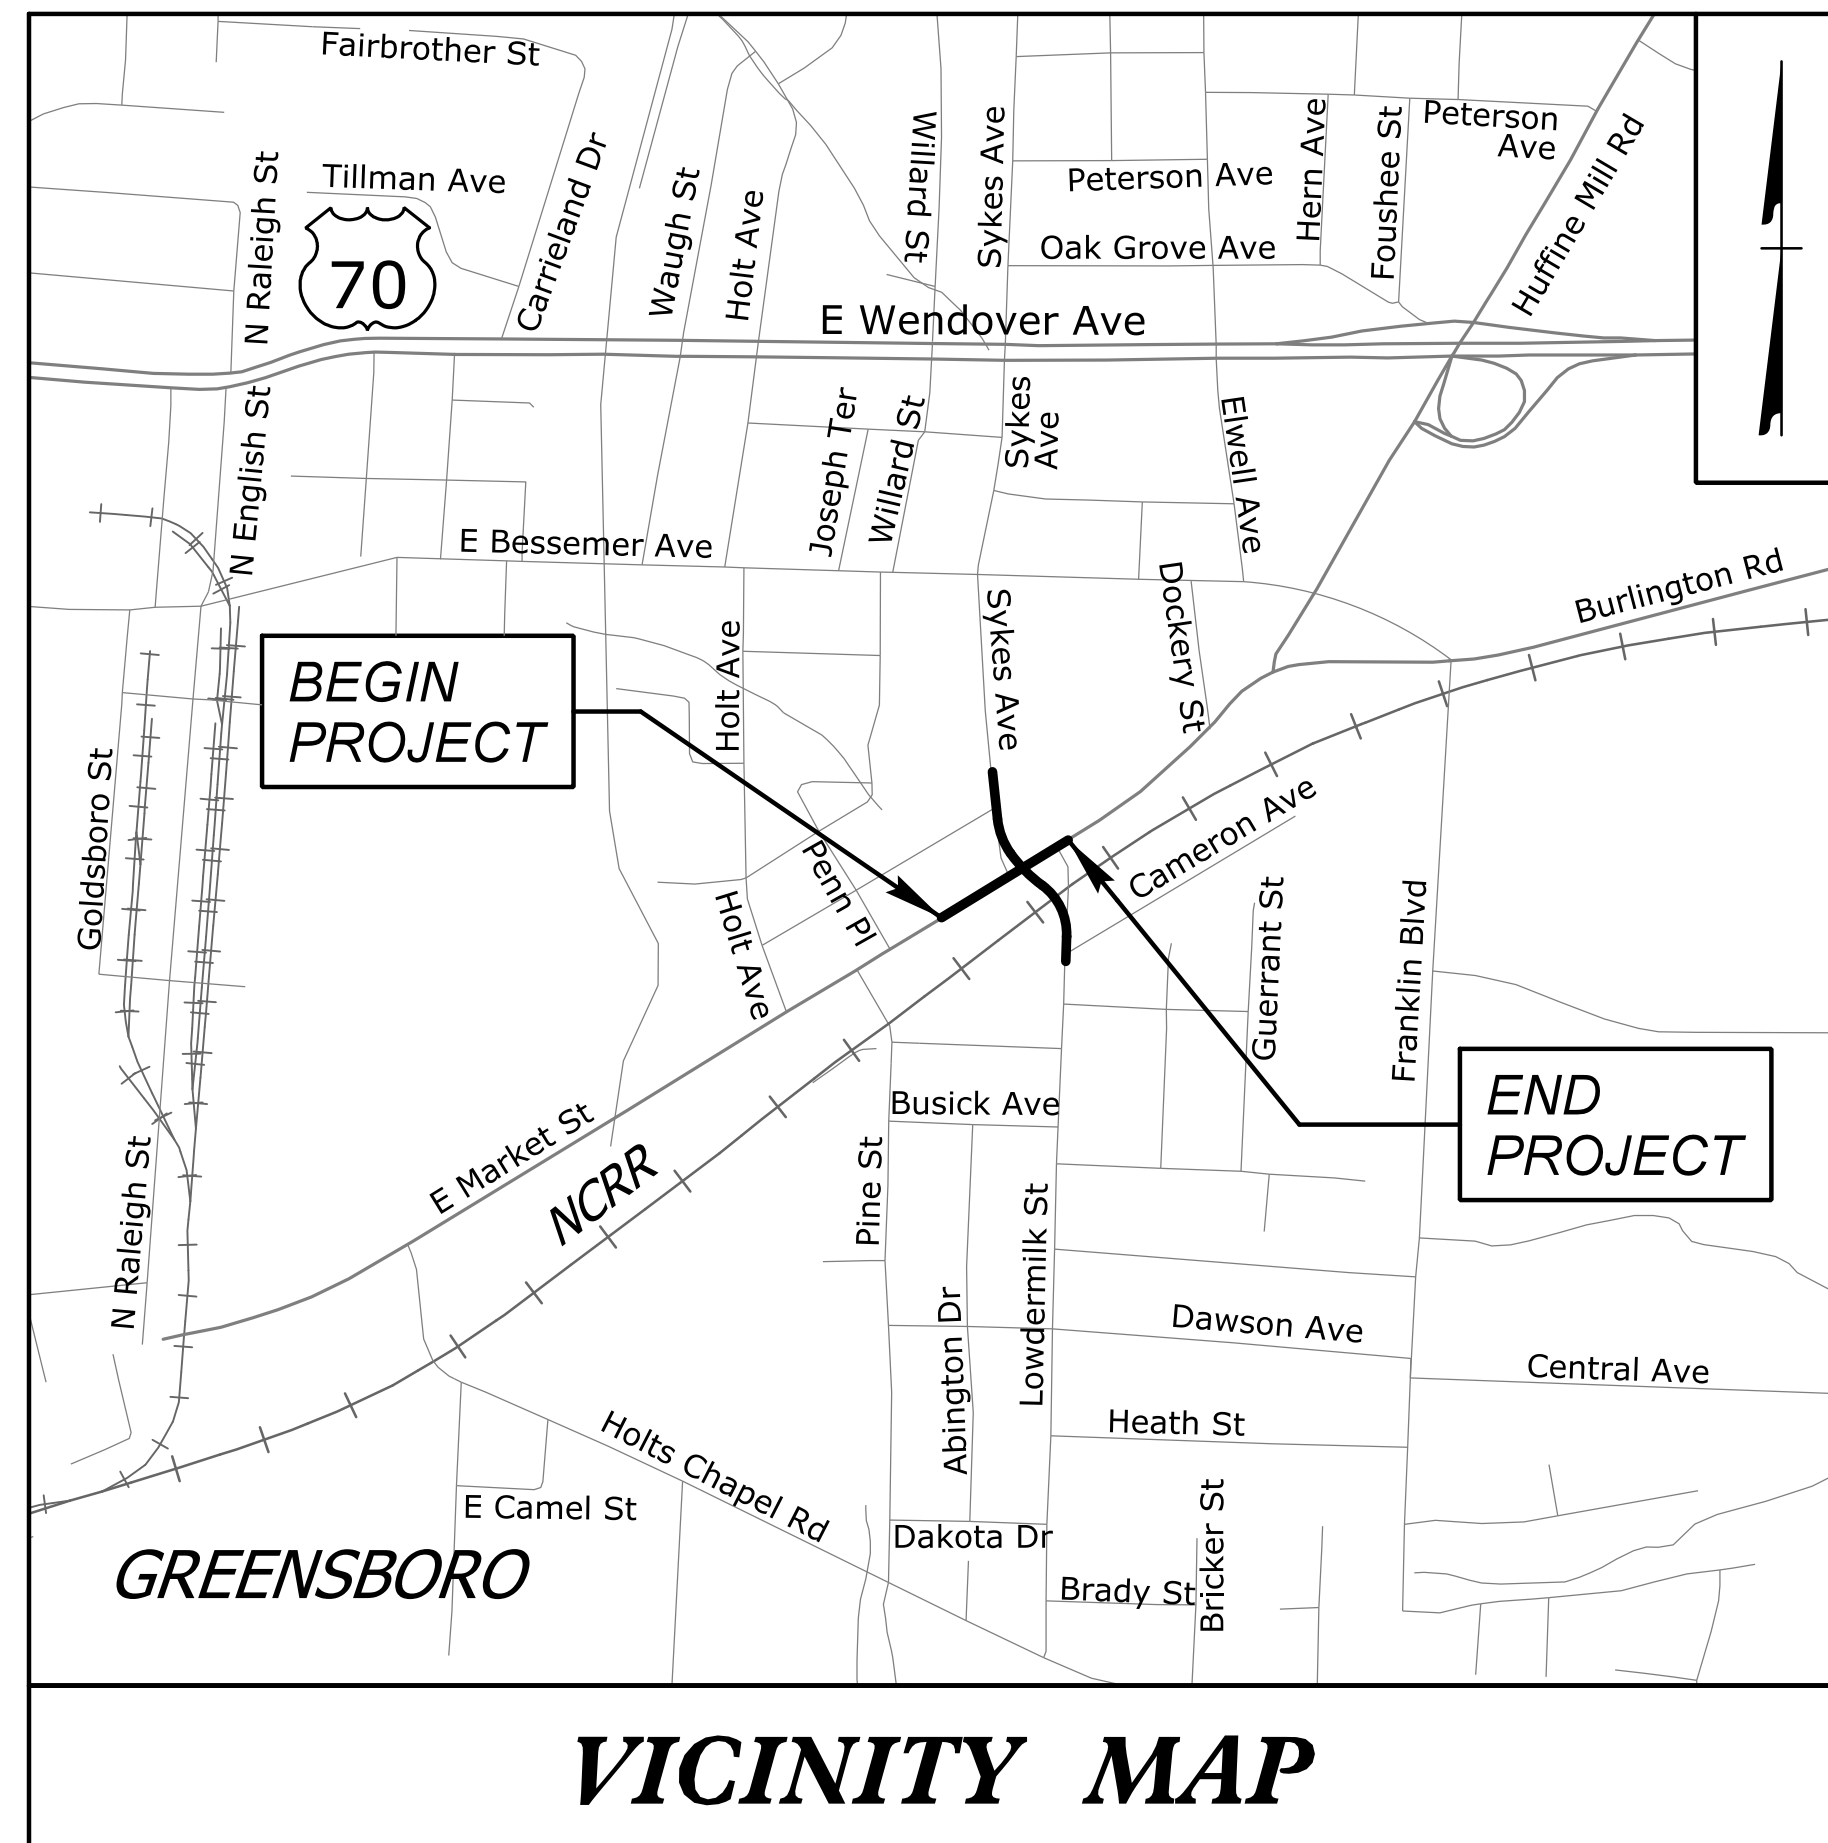 Fairbrother St
Tillman Ave
70
N Raleigh St
Carrieland Dr
Waugh St
Holt Ave
Willard St
Sykes Ave
Peterson Ave
Oak Grove Ave
Hern Ave
Foushee St
Peterson
Ave
Huffine Mill Rd
E Wendover Ave
N English St
E Bessemer Ave
Joseph Ter
Willard St
Sykes
Ave
Elwell Ave
Dockery St
Burlington Rd
BEGIN
PROJECT
Holt Ave
Sykes Ave
Goldsboro St
Penn Pl
Holt Ave
Cameron Ave
Guerrant St
Franklin Blvd
END
PROJECT
E Market St
NCRR
Busick Ave
Pine St
N Raleigh St
Lowdermilk St
Abington Dr
Dawson Ave
Central Ave
Heath St
Holts Chapel Rd
E Camel St
Dakota Dr
Brady St
Bricker St
GREENSBORO
VICINITY MAP